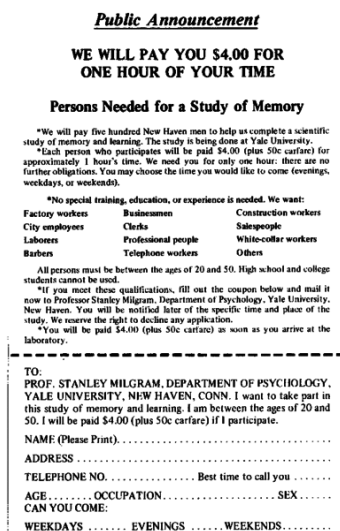 Public Announcement
WE WILL PAY YOU $4.00 FOR
ONE HOUR OF YOUR TIME
Persons Needed for a Study of Memory
*We will pay five hundred New Haven men to help us complete a scientific
study of memory and learning. The study is being done at Yale University.
*Each person who participates will be paid $4.00 (plus 50c carfare) for
approximately 1 hour's time. We need you for only one hour: there are no
further obligations. You may choose the time you would like to come (evenings,
weekdays, or weekends).
*No special training, education, or experience is needed. We want:
Factory workers Businessmen Construction workers
City employees Clerks Salespeople
Laborers Professional people White-collar workers
Barbers Telephone workers Others
All persons must be between the ages of 20 and 50. High school and college
students cannot be used.
*If you meet these qualifications, fill out the coupon below and mail it
now to Professor Stanley Milgram, Department of Psychology, Yale University,
New Haven. You will be notified later of the specific time and place of the
study. We reserve the right to decline any application.
*You will be paid $4.00 (plus 50c carfare) as soon as you arrive at the
laboratory.
TO:
PROF. STANLEY MILGRAM, DEPARTMENT OF PSYCHOLOGY,
YALE UNIVERSITY, NEW HAVEN, CONN. I want to take part in
this study of memory and learning. I am between the ages of 20 and
50. I will be paid $4.00 (plus 50c carfare) if I participate.
NAME (Please Print). . . . . . . . . . . . . . . . . . . . . . . . . . . . . . . . . .
ADDRESS . . . . . . . . . . . . . . . . . . . . . . . . . . . . . . . . . . . . . . .
TELEPHONE NO. . . . . . . . . . . . . . . Best time to call you . . . . . . .
AGE . . . . . . . . OCCUPATION. . . . . . . . . . . . . . . . . SEX . . . . .
CAN YOU COME:
WEEKDAYS . . . . . . . EVENINGS . . . . . . WEEKENDS. . . . . . . . .